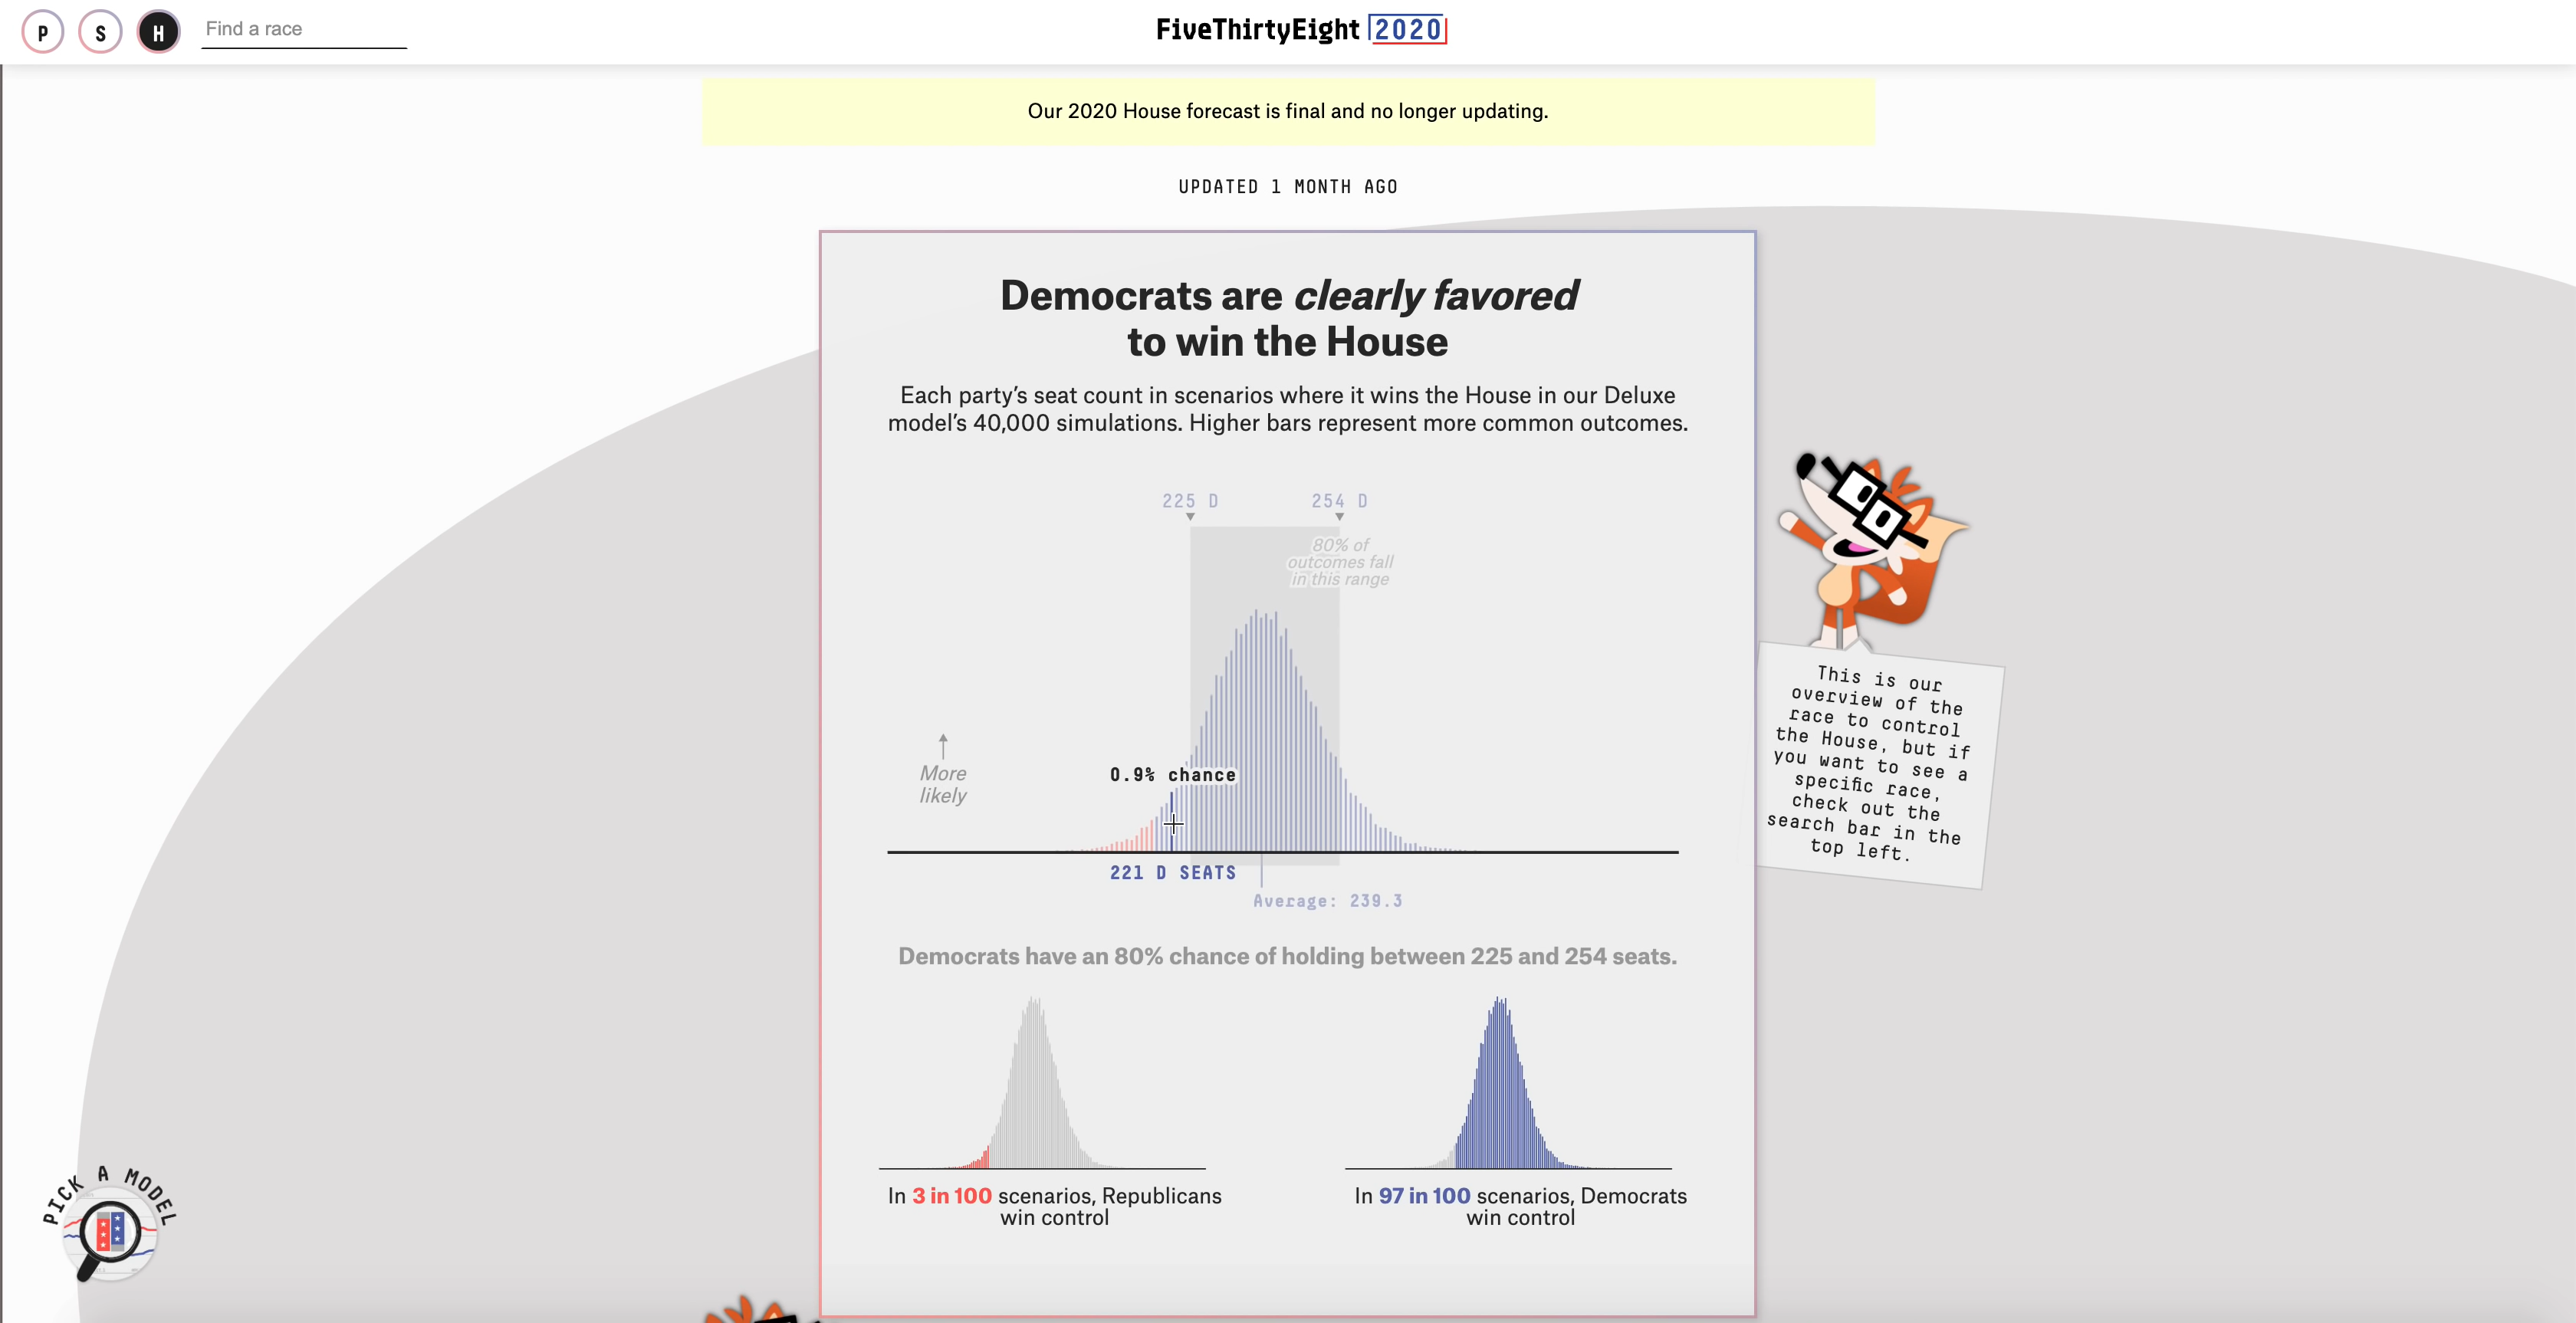 P S H Find a race
FiveThirtyEight 2020
Our 2020 House forecast is final and no longer updating.
UPDATED 1 MONTH AGO
Democrats are clearly favored
to win the House
Each party’s seat count in scenarios where it wins the House in our Deluxe
model’s 40,000 simulations. Higher bars represent more common outcomes.
225 D 254 D
80% of
outcomes fall
in this range
More
likely
0.9% chance
221 D SEATS
Average: 239.3
Democrats have an 80% chance of holding between 225 and 254 seats.
In 3 in 100 scenarios, Republicans
win control
In 97 in 100 scenarios, Democrats
win control
This is our
overview of the
race to control
the House, but if
you want to see a
specific race,
check out the
search bar in the
top left.
PICK A MODEL